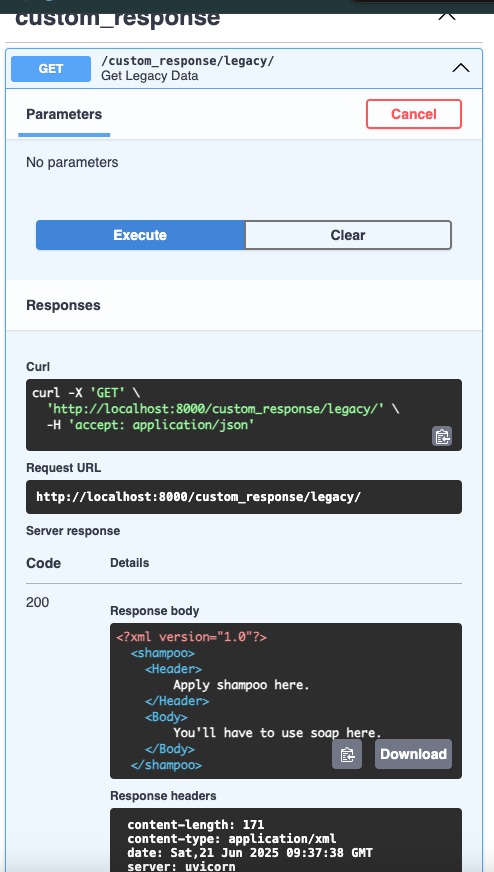 custom_response
GET
/custom_response/legacy/
Get Legacy Data
Parameters
Cancel
No parameters
Execute
Clear
Responses
Curl
curl -X 'GET' \
  'http://localhost:8000/custom_response/legacy/' \
  -H 'accept: application/json'
Request URL
http://localhost:8000/custom_response/legacy/
Server response
Code
Details
200
Response body
<?xml version="1.0"?>
  <shampoo>
    <Header>
        Apply shampoo here.
    </Header>
    <Body>
        You'll have to use soap here.
    </Body>
  </shampoo>
Download
Response headers
content-length: 171
content-type: application/xml
date: Sat,21 Jun 2025 09:37:38 GMT
server: uvicorn